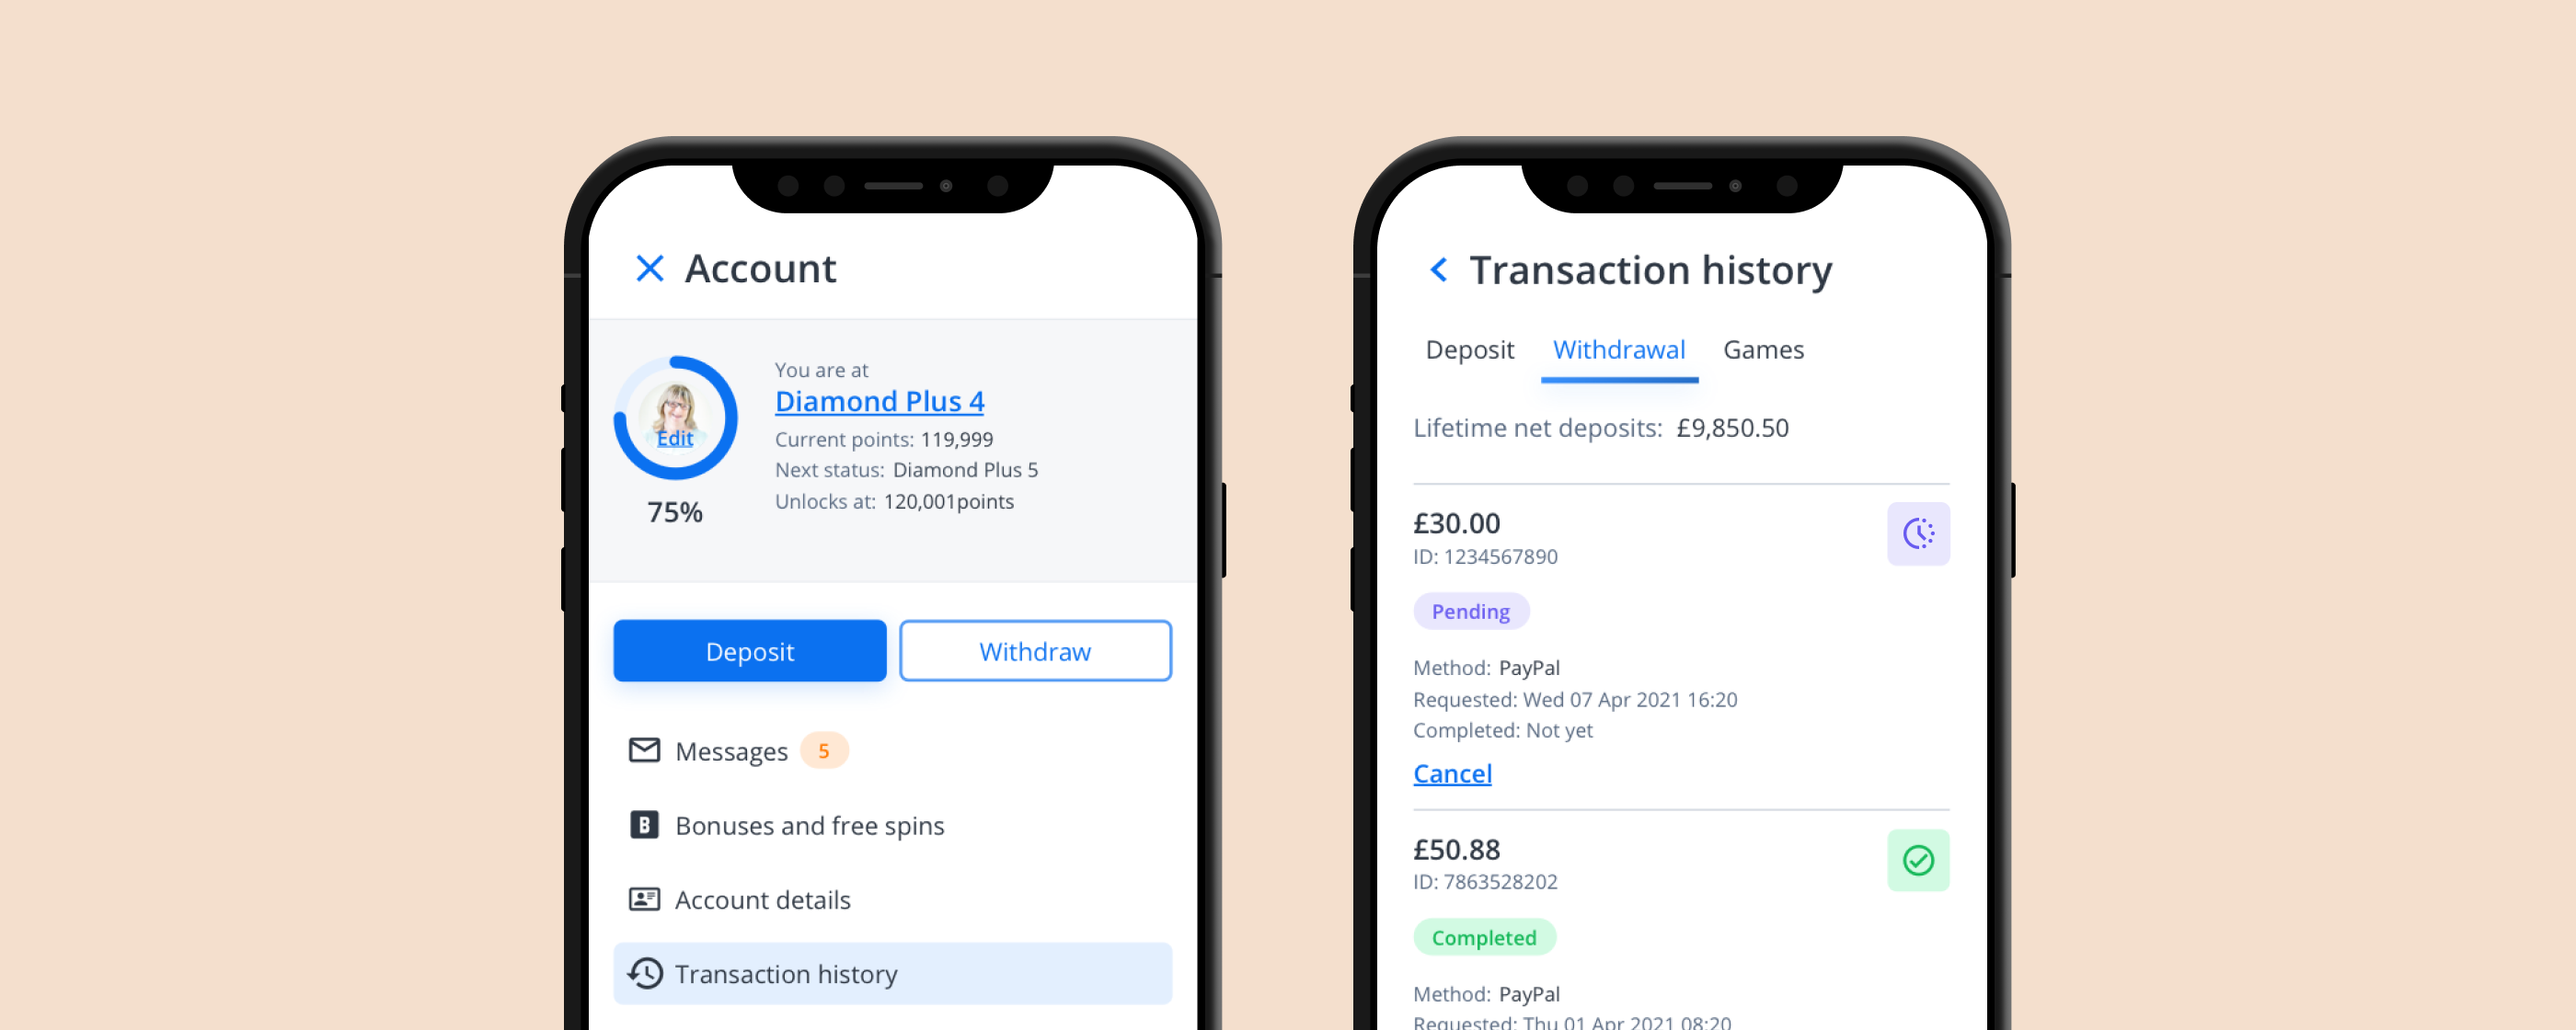 Account
Edit
75%
You are at
Diamond Plus 4
Current points: 119,999
Next status: Diamond Plus 5
Unlocks at: 120,001points
Deposit
Withdraw
Messages 5
B Bonuses and free spins
Account details
Transaction history
Transaction history
Deposit Withdrawal Games
Lifetime net deposits: £9,850.50
£30.00
ID: 1234567890
Pending
Method: PayPal
Requested: Wed 07 Apr 2021 16:20
Completed: Not yet
Cancel
£50.88
ID: 7863528202
Completed
Method: PayPal
Requested: Thu 01 Apr 2021 08:20